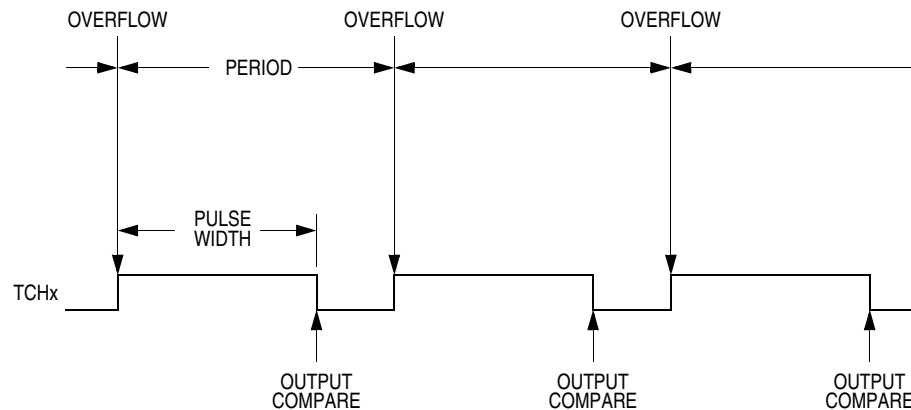 OVERFLOW OVERFLOW OVERFLOW
PERIOD
PULSE
WIDTH
TCHx
OUTPUT
COMPARE
OUTPUT
COMPARE
OUTPUT
COMPARE